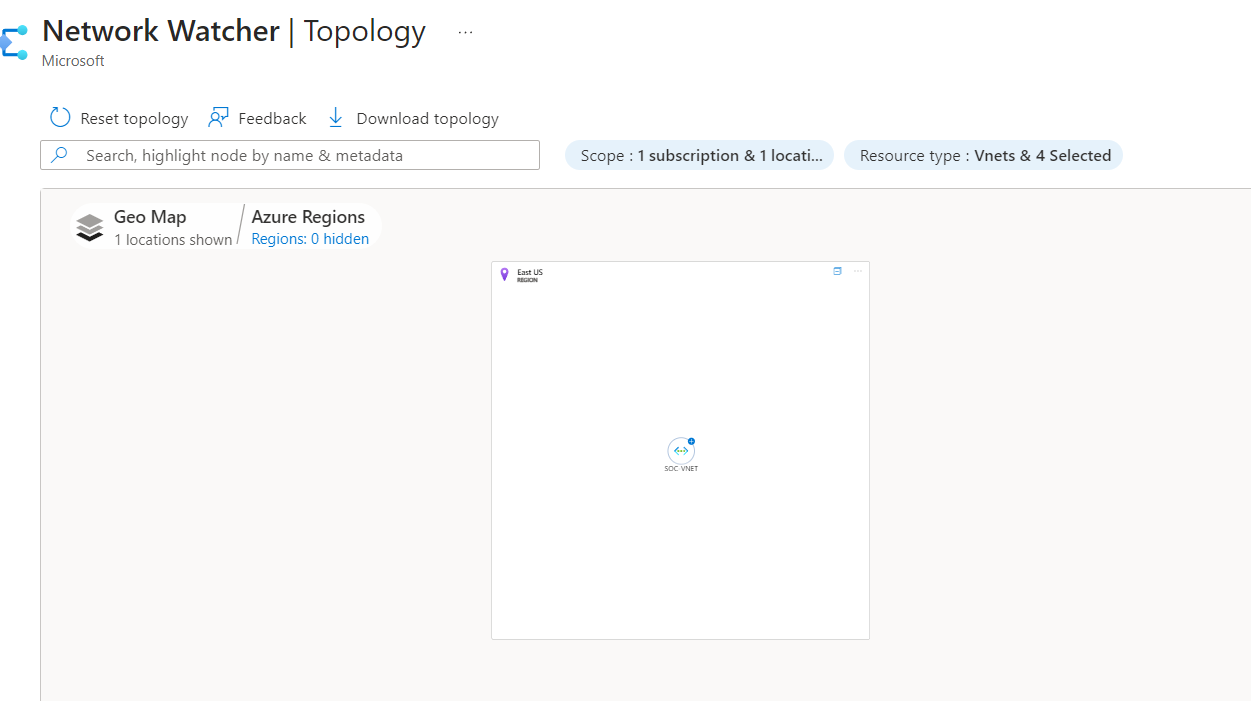 Network Watcher | Topology ...
Microsoft
Reset topology Feedback Download topology
Search, highlight node by name & metadata
Scope : 1 subscription & 1 locati... Resource type : Vnets & 4 Selected
Geo Map Azure Regions
1 locations shown Regions: 0 hidden
East US
REGION
SOC VNET